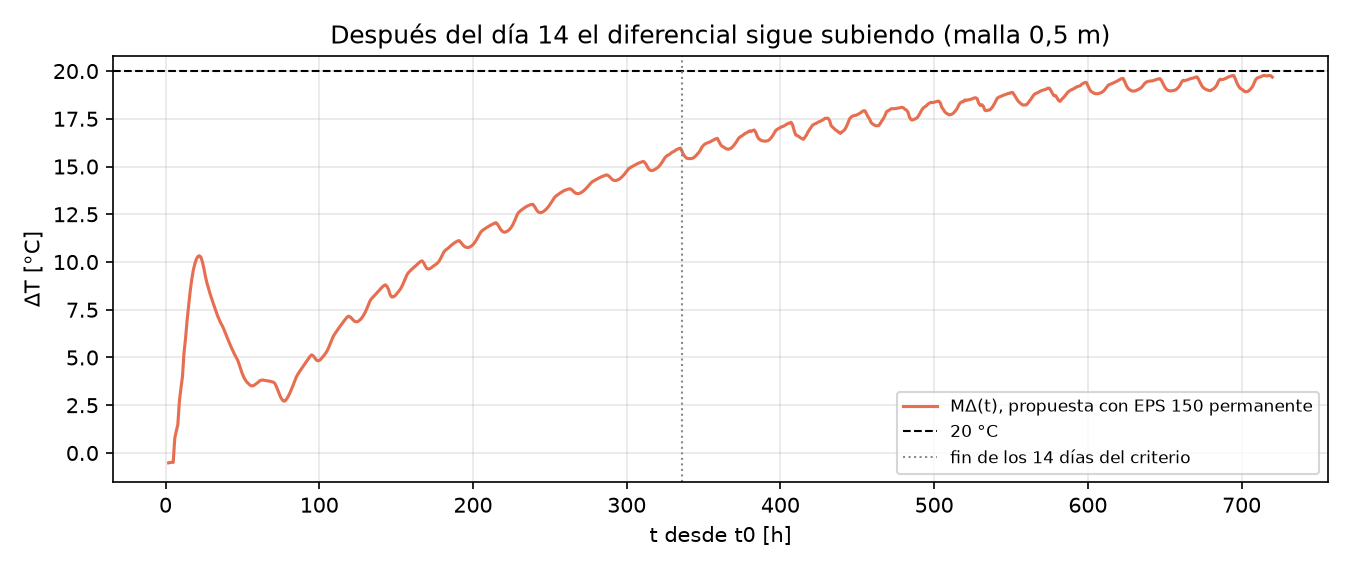 Después del día 14 el diferencial sigue subiendo (malla 0,5 m)
ΔT [°C]
20.0
17.5
15.0
12.5
10.0
7.5
5.0
2.5
0.0
MΔ(t), propuesta con EPS 150 permanente
20 °C
fin de los 14 días del criterio
0 100 200 300 400 500 600 700
t desde t0 [h]